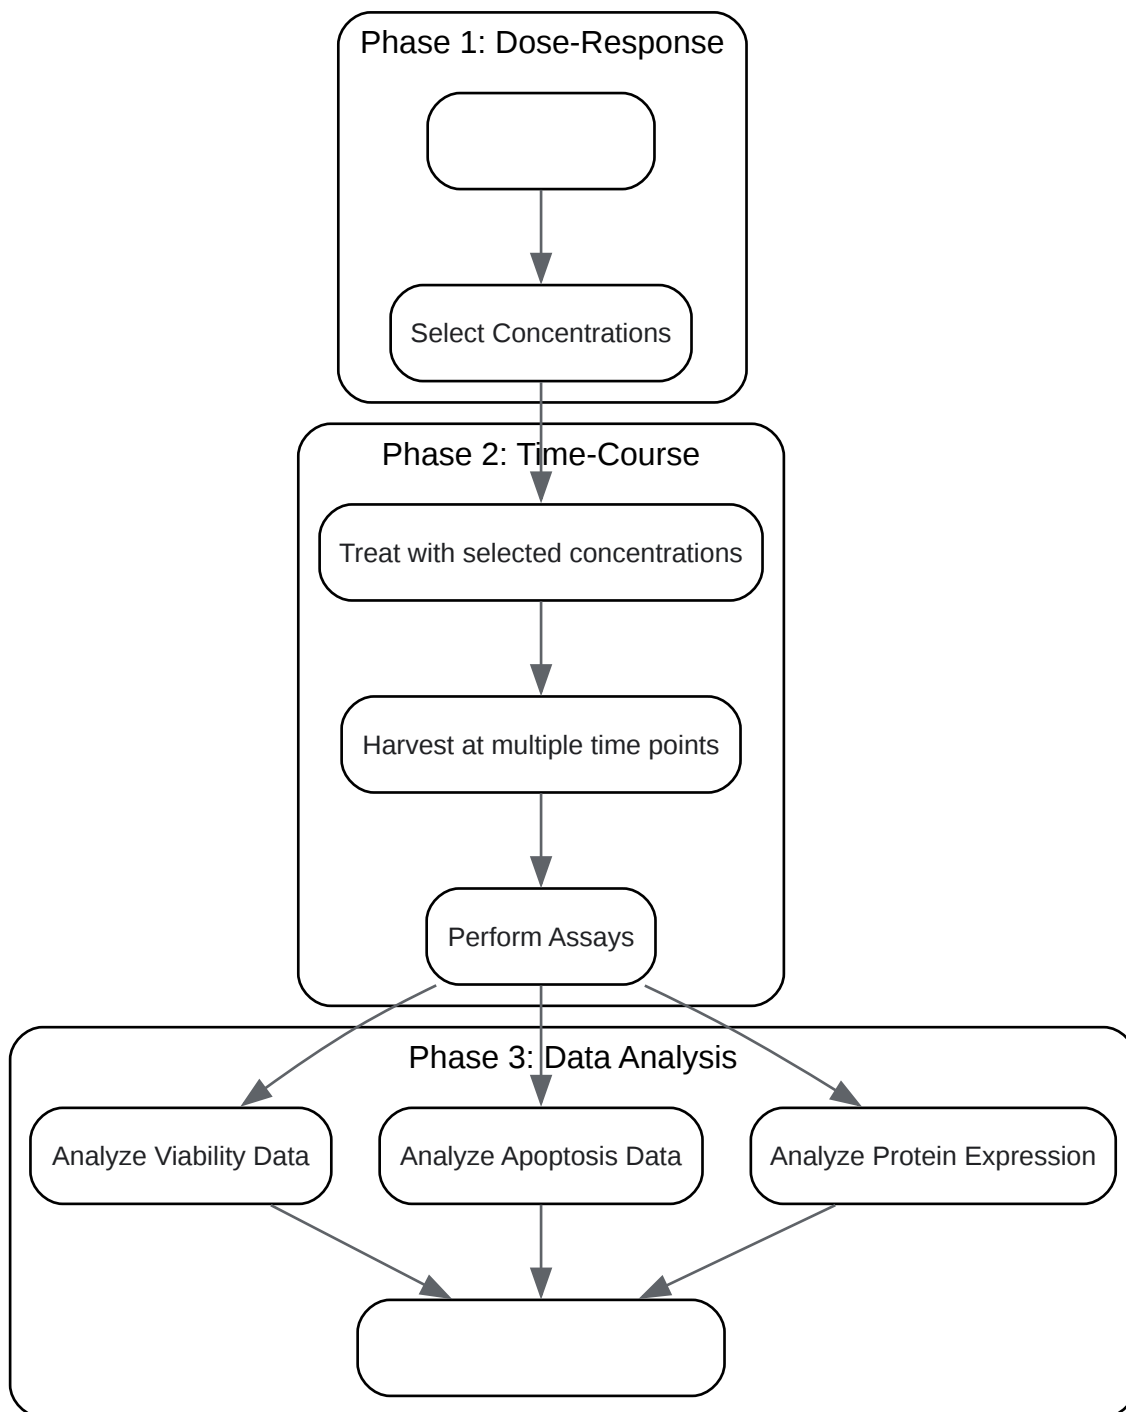 Phase 1: Dose-Response
Select Concentrations
Phase 2: Time-Course
Treat with selected concentrations
Harvest at multiple time points
Perform Assays
Phase 3: Data Analysis
Analyze Viability Data
Analyze Apoptosis Data
Analyze Protein Expression